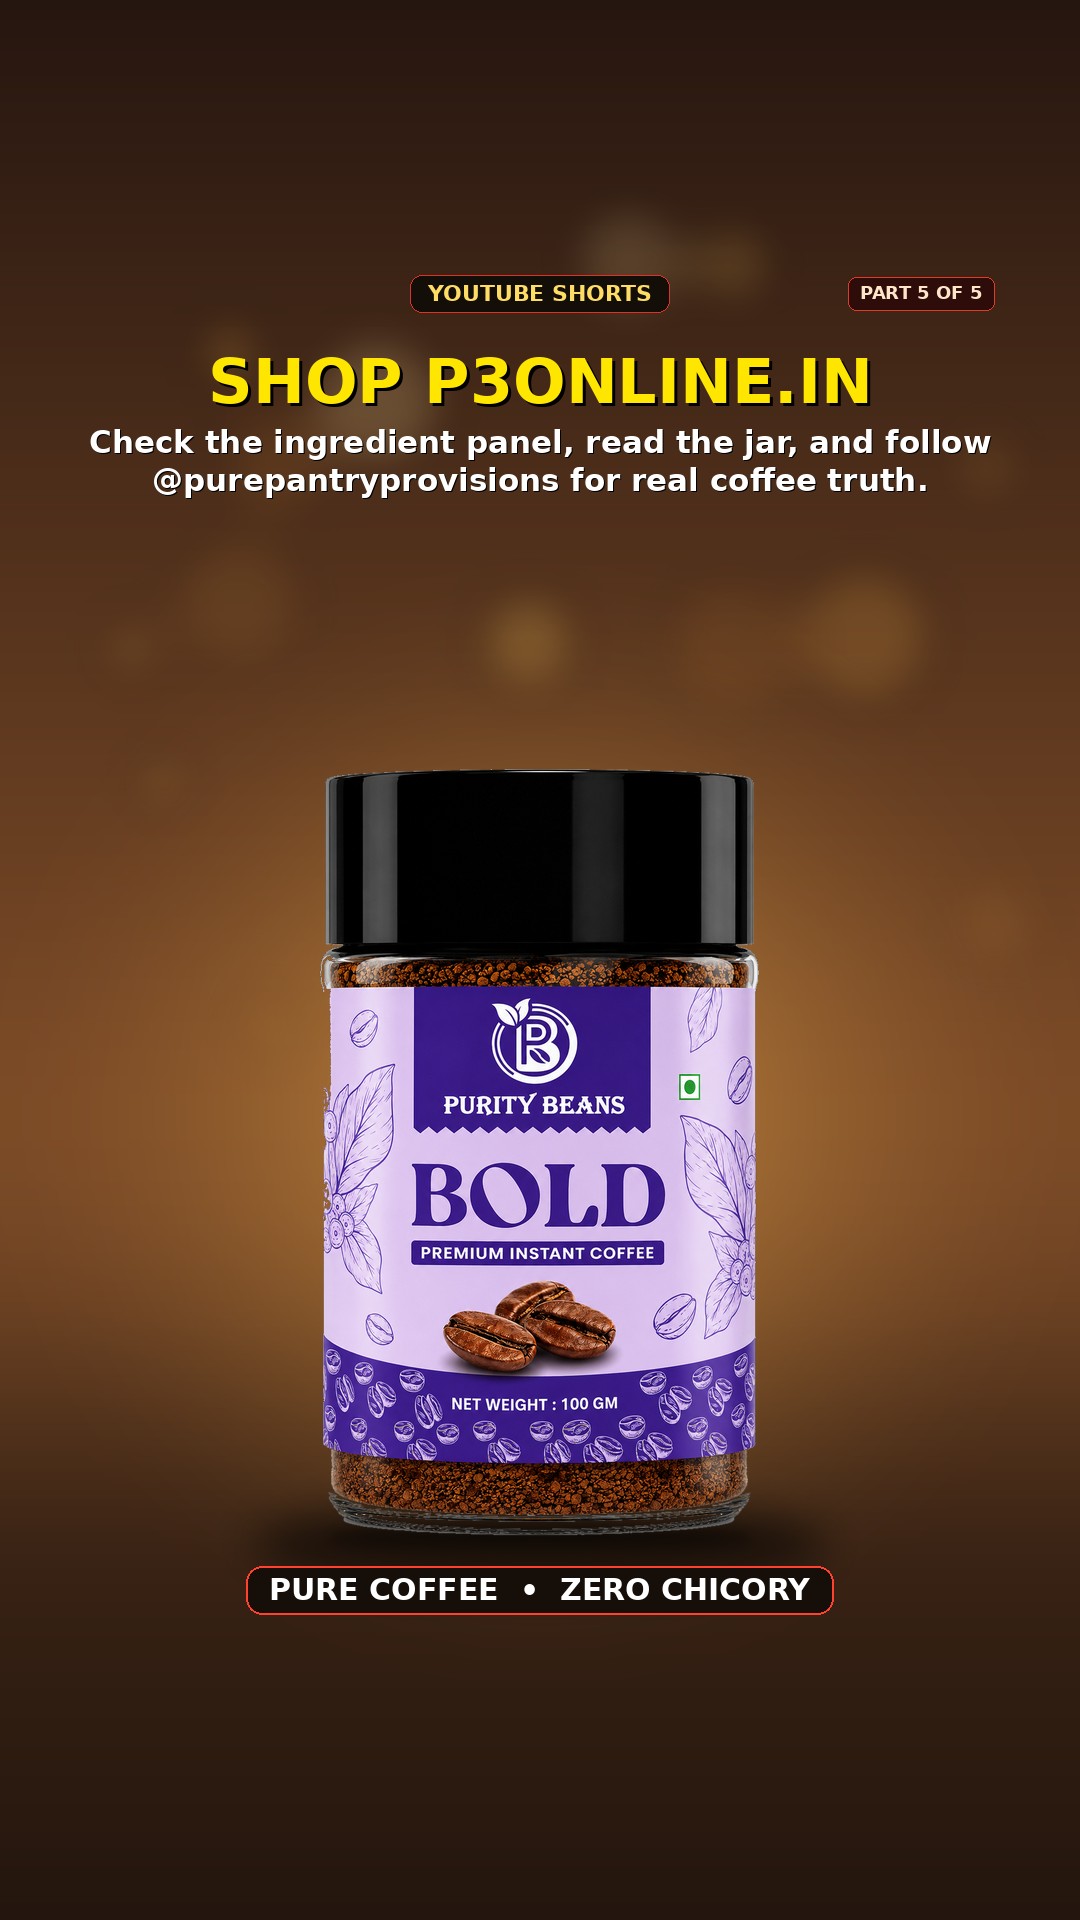 YOUTUBE SHORTS
PART 5 OF 5
SHOP P3ONLINE.IN
Check the ingredient panel, read the jar, and follow
@purepantryprovisions for real coffee truth.
PURITY BEANS
BOLD
PREMIUM INSTANT COFFEE
NET WEIGHT : 100 GM
PURE COFFEE • ZERO CHICORY